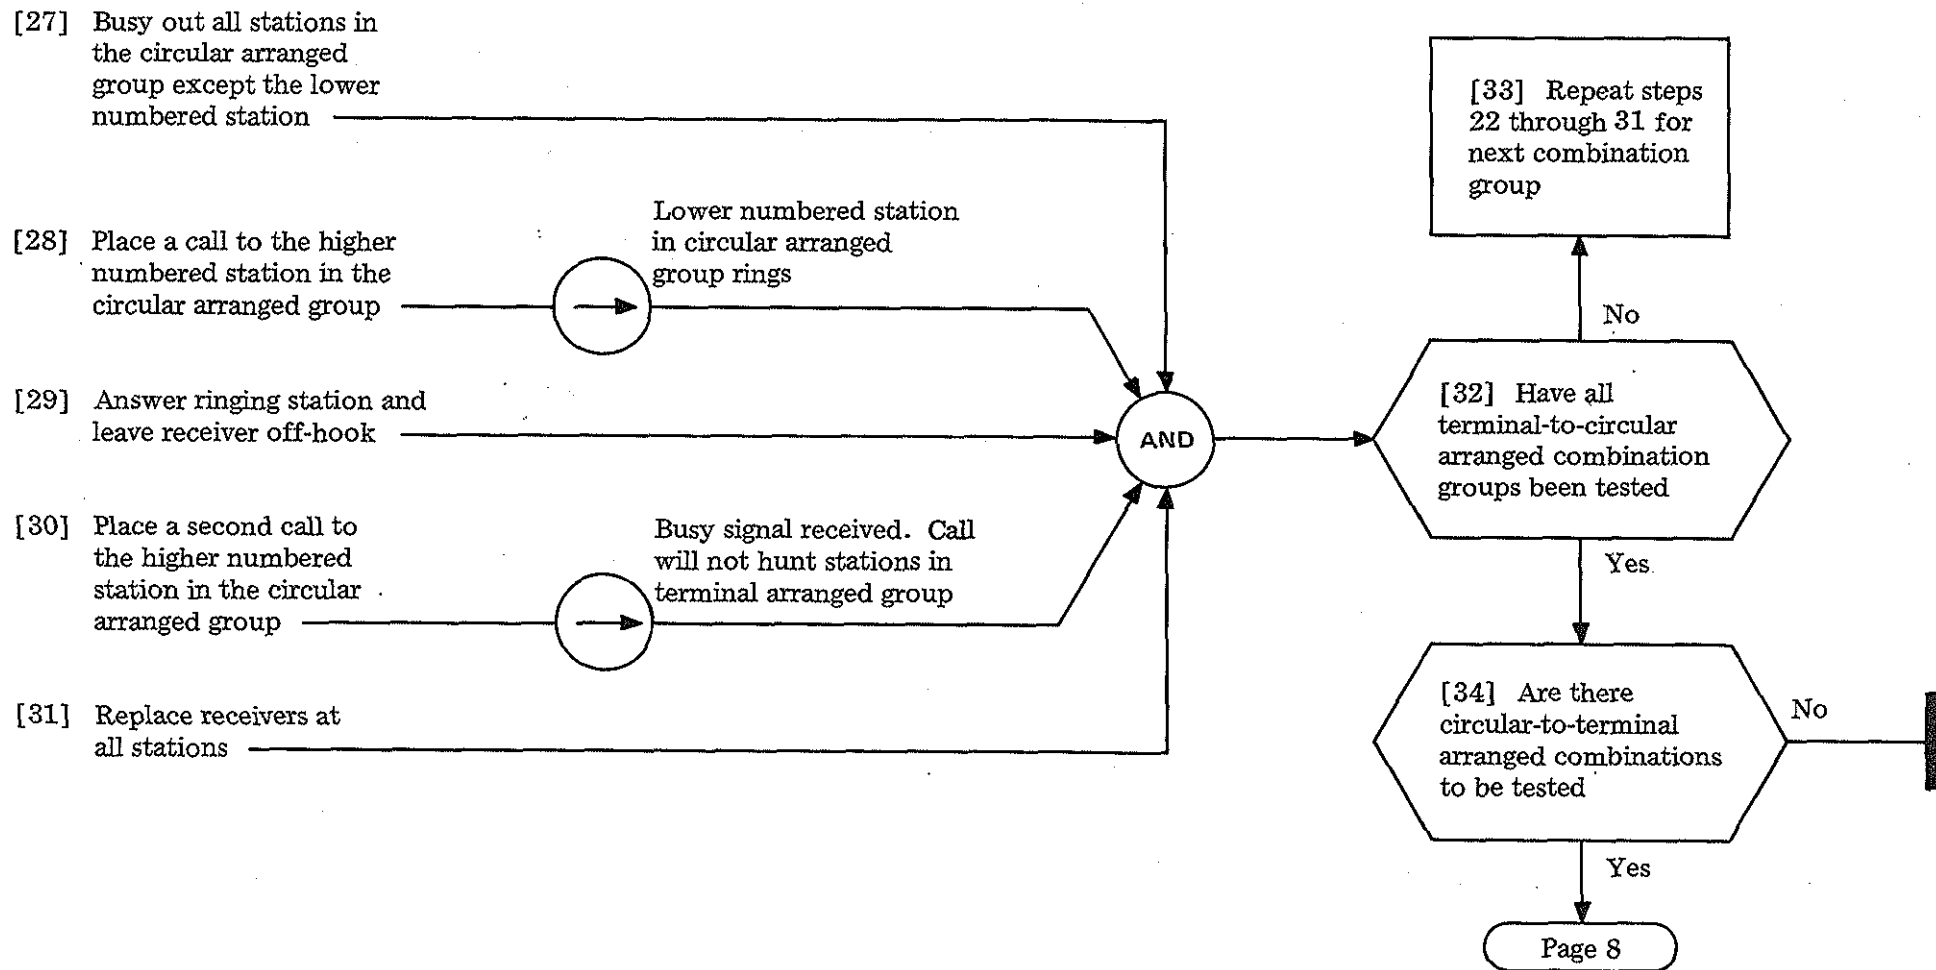 [27] Busy out all stations in
the circular arranged
group except the lower
numbered station
[28] Place a call to the higher
numbered station in the
circular arranged group
Lower numbered station
in circular arranged
group rings
[29] Answer ringing station and
leave receiver off-hook
[30] Place a second call to
the higher numbered
station in the circular
arranged group
Busy signal received. Call
will not hunt stations in
terminal arranged group
[31] Replace receivers at
all stations
AND
[33] Repeat steps
22 through 31 for
next combination
group
No
[32] Have all
terminal-to-circular
arranged combination
groups been tested
Yes
[34] Are there
circular-to-terminal
arranged combinations
to be tested
No
Yes
Page 8